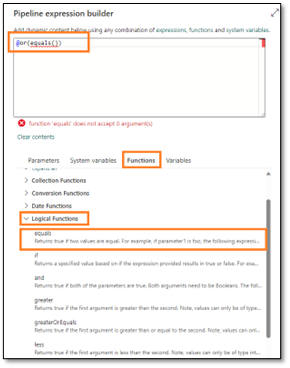 Pipeline expression builder
Add dynamic content below using any combination of expressions, functions and system variables.
@or(equals())
function 'equals' does not accept 0 argument(s)
Clear contents
Parameters
System variables
Functions
Variables
Expand all
Collection Functions
Conversion Functions
Date Functions
Logical Functions
equals
Returns true if two values are equal. For example, if parameter1 is foo, the following expressi...
if
Returns a specified value based on if the expression provided results in true or false. For exa...
and
Returns true if both of the parameters are true. Both arguments need to be Booleans. The foll...
greater
Returns true if the first argument is greater than the second. Note, values can only be of type...
greaterOrEquals
Returns true if the first argument is greater than or equal to the second. Note, values can onl...
less
Returns true if the first argument is less than the second. Note, values can only be of type int...